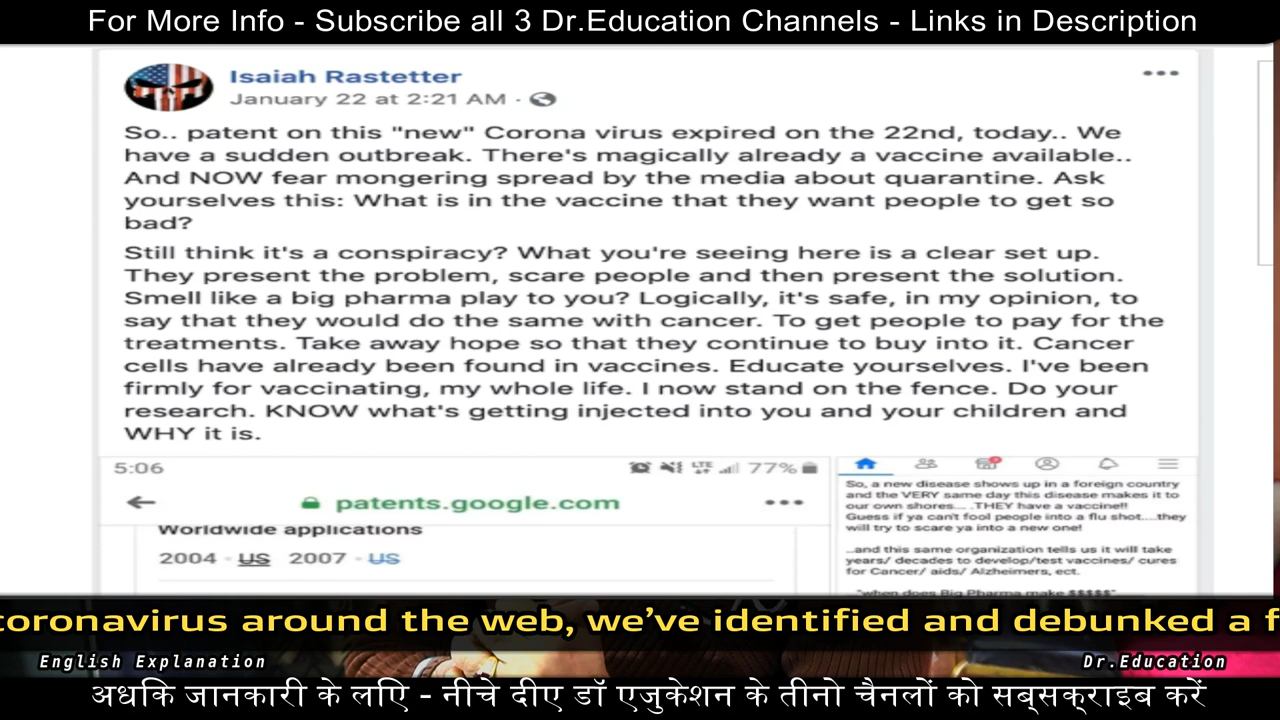 For More Info - Subscribe all 3 Dr.Education Channels - Links in Description
Isaiah Rastetter
January 22 at 2:21 AM ·
So.. patent on this "new" Corona virus expired on the 22nd, today.. We
have a sudden outbreak. There's magically already a vaccine available..
And NOW fear mongering spread by the media about quarantine. Ask
yourselves this: What is in the vaccine that they want people to get so
bad?
Still think it's a conspiracy? What you're seeing here is a clear set up.
They present the problem, scare people and then present the solution.
Smell like a big pharma play to you? Logically, it's safe, in my opinion, to
say that they would do the same with cancer. To get people to pay for the
treatments. Take away hope so that they continue to buy into it. Cancer
cells have already been found in vaccines. Educate yourselves. I've been
firmly for vaccinating, my whole life. I now stand on the fence. Do your
research. KNOW what's getting injected into you and your children and
WHY it is.
5:06 LTE 77%
patents.google.com
Worldwide applications
2004 - US 2007 - US
So, a new disease shows up in a foreign country
and the VERY same day this disease makes it to
our own shores.... .THEY have a vaccine!!
Guess if ya can't fool people into a flu shot....they
will try to scare ya into a new one!
..and this same organization tells us it will take
years/ decades to develop/test vaccines/ cures
for Cancer/ aids/ Alzheimers, ect.
"when does Big Pharma make $$$$$"
coronavirus around the web, we've identified and debunked a f
English Explanation
Dr.Education
अधकि जानकारी के लएि - नीचे दीए डॉ एजुकेशन के तीनो चैनलों को सब्सक्राइब करें